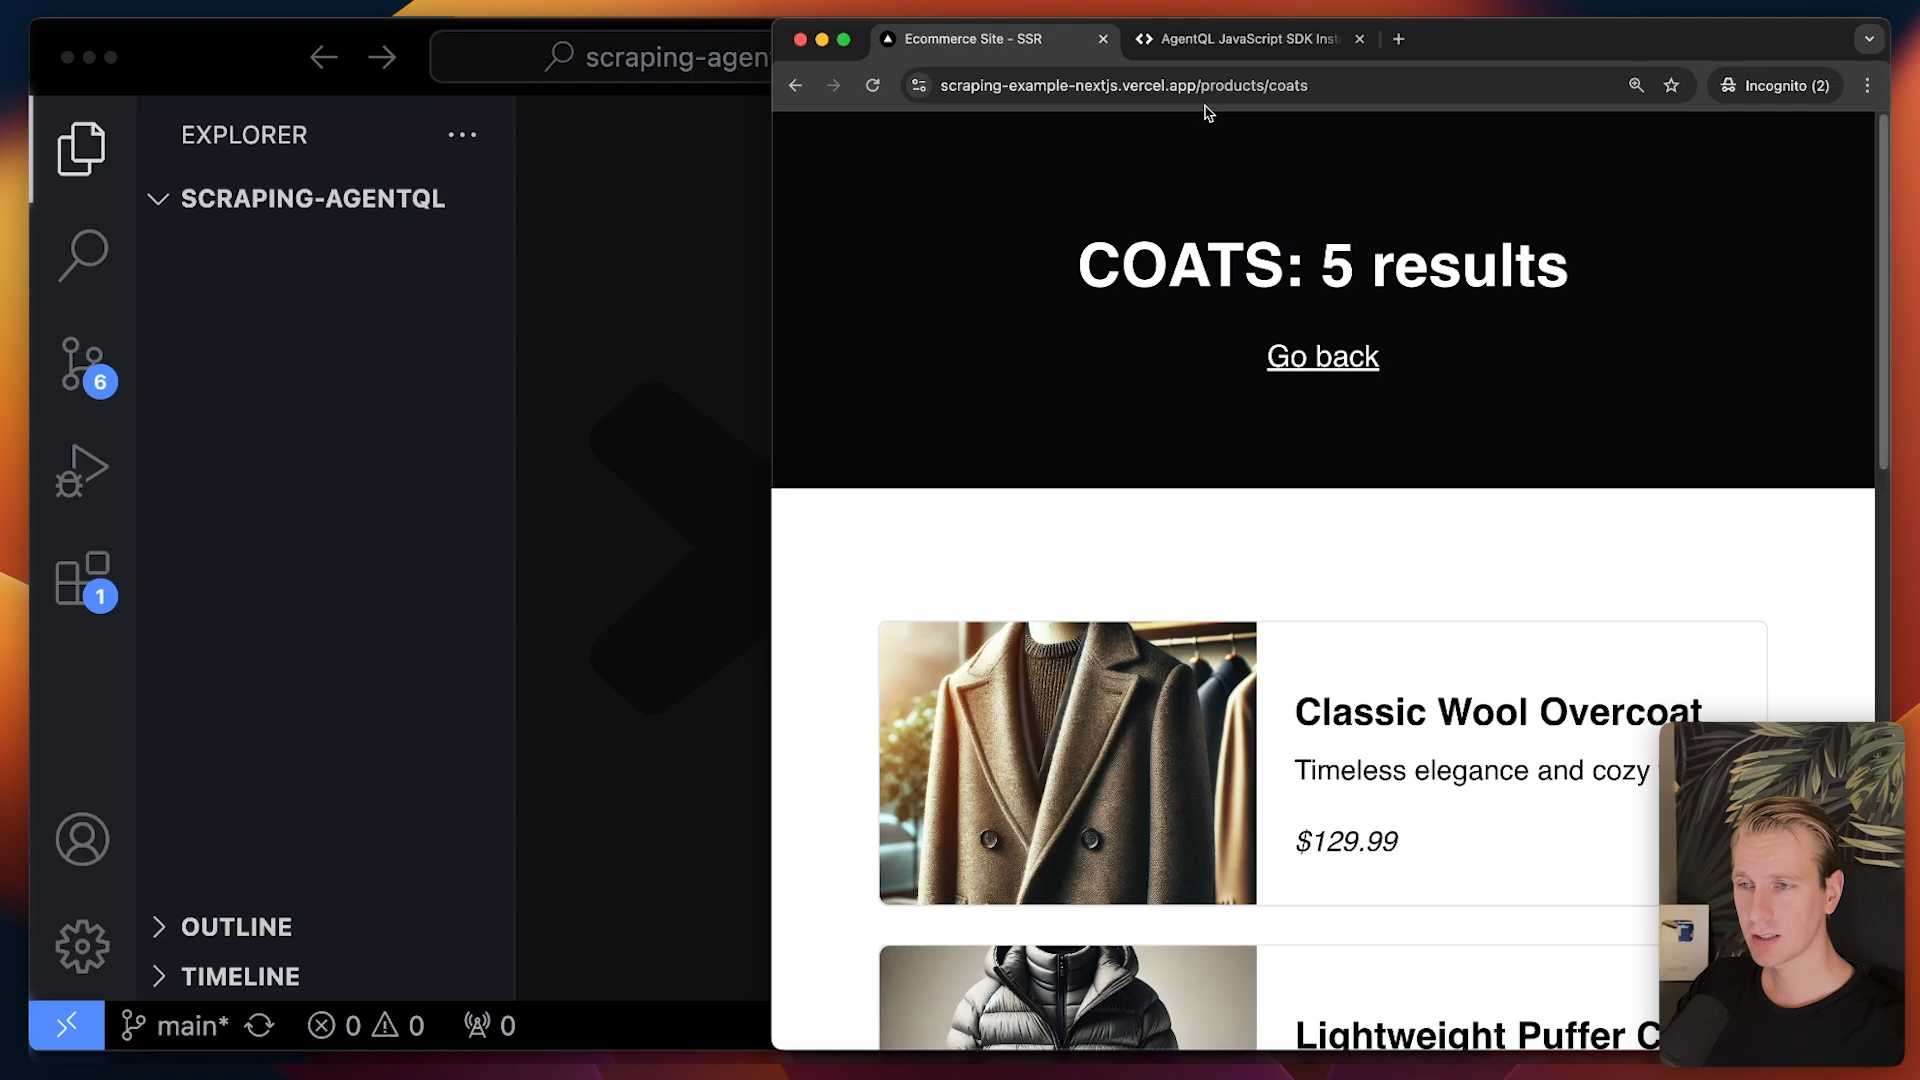 scraping-agen
EXPLORER
SCRAPING-AGENTQL
6
1
OUTLINE
TIMELINE
main*
0
0
0
Ecommerce Site - SSR
AgentQL JavaScript SDK Inst
scraping-example-nextjs.vercel.app/products/coats
Incognito (2)
COATS: 5 results
Go back
Classic Wool Overcoat
Timeless elegance and cozy
$129.99
Lightweight Puffer C